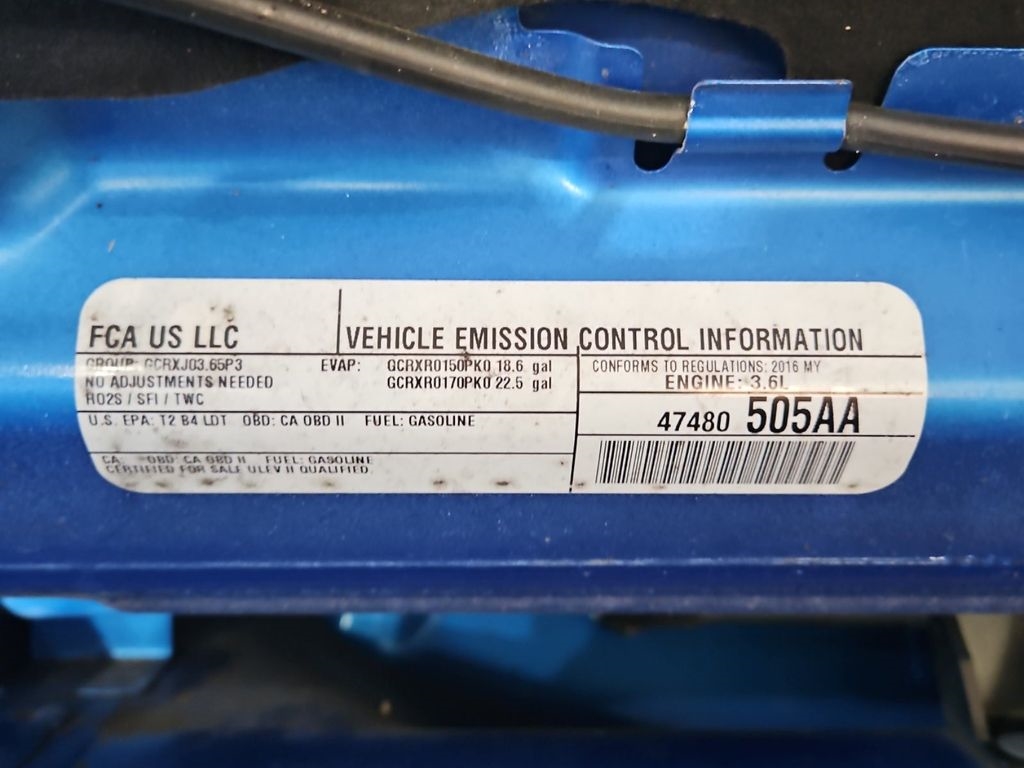 FCA US LLC
VEHICLE EMISSION CONTROL INFORMATION
GROUP: GCRXJ03.65P3
NO ADJUSTMENTS NEEDED
HO2S / SFI / TWC
EVAP: GCRXR0150PK0 18.6 gal
GCRXR0170PK0 22.5 gal
CONFORMS TO REGULATIONS: 2016 MY
ENGINE: 3.6L
47480 505AA
U.S. EPA: T2 B4 LDT OBD: CA OBD II FUEL: GASOLINE
CA: OBD: CA OBD II FUEL: GASOLINE
CERTIFIED FOR SALE ULEV II QUALIFIED.